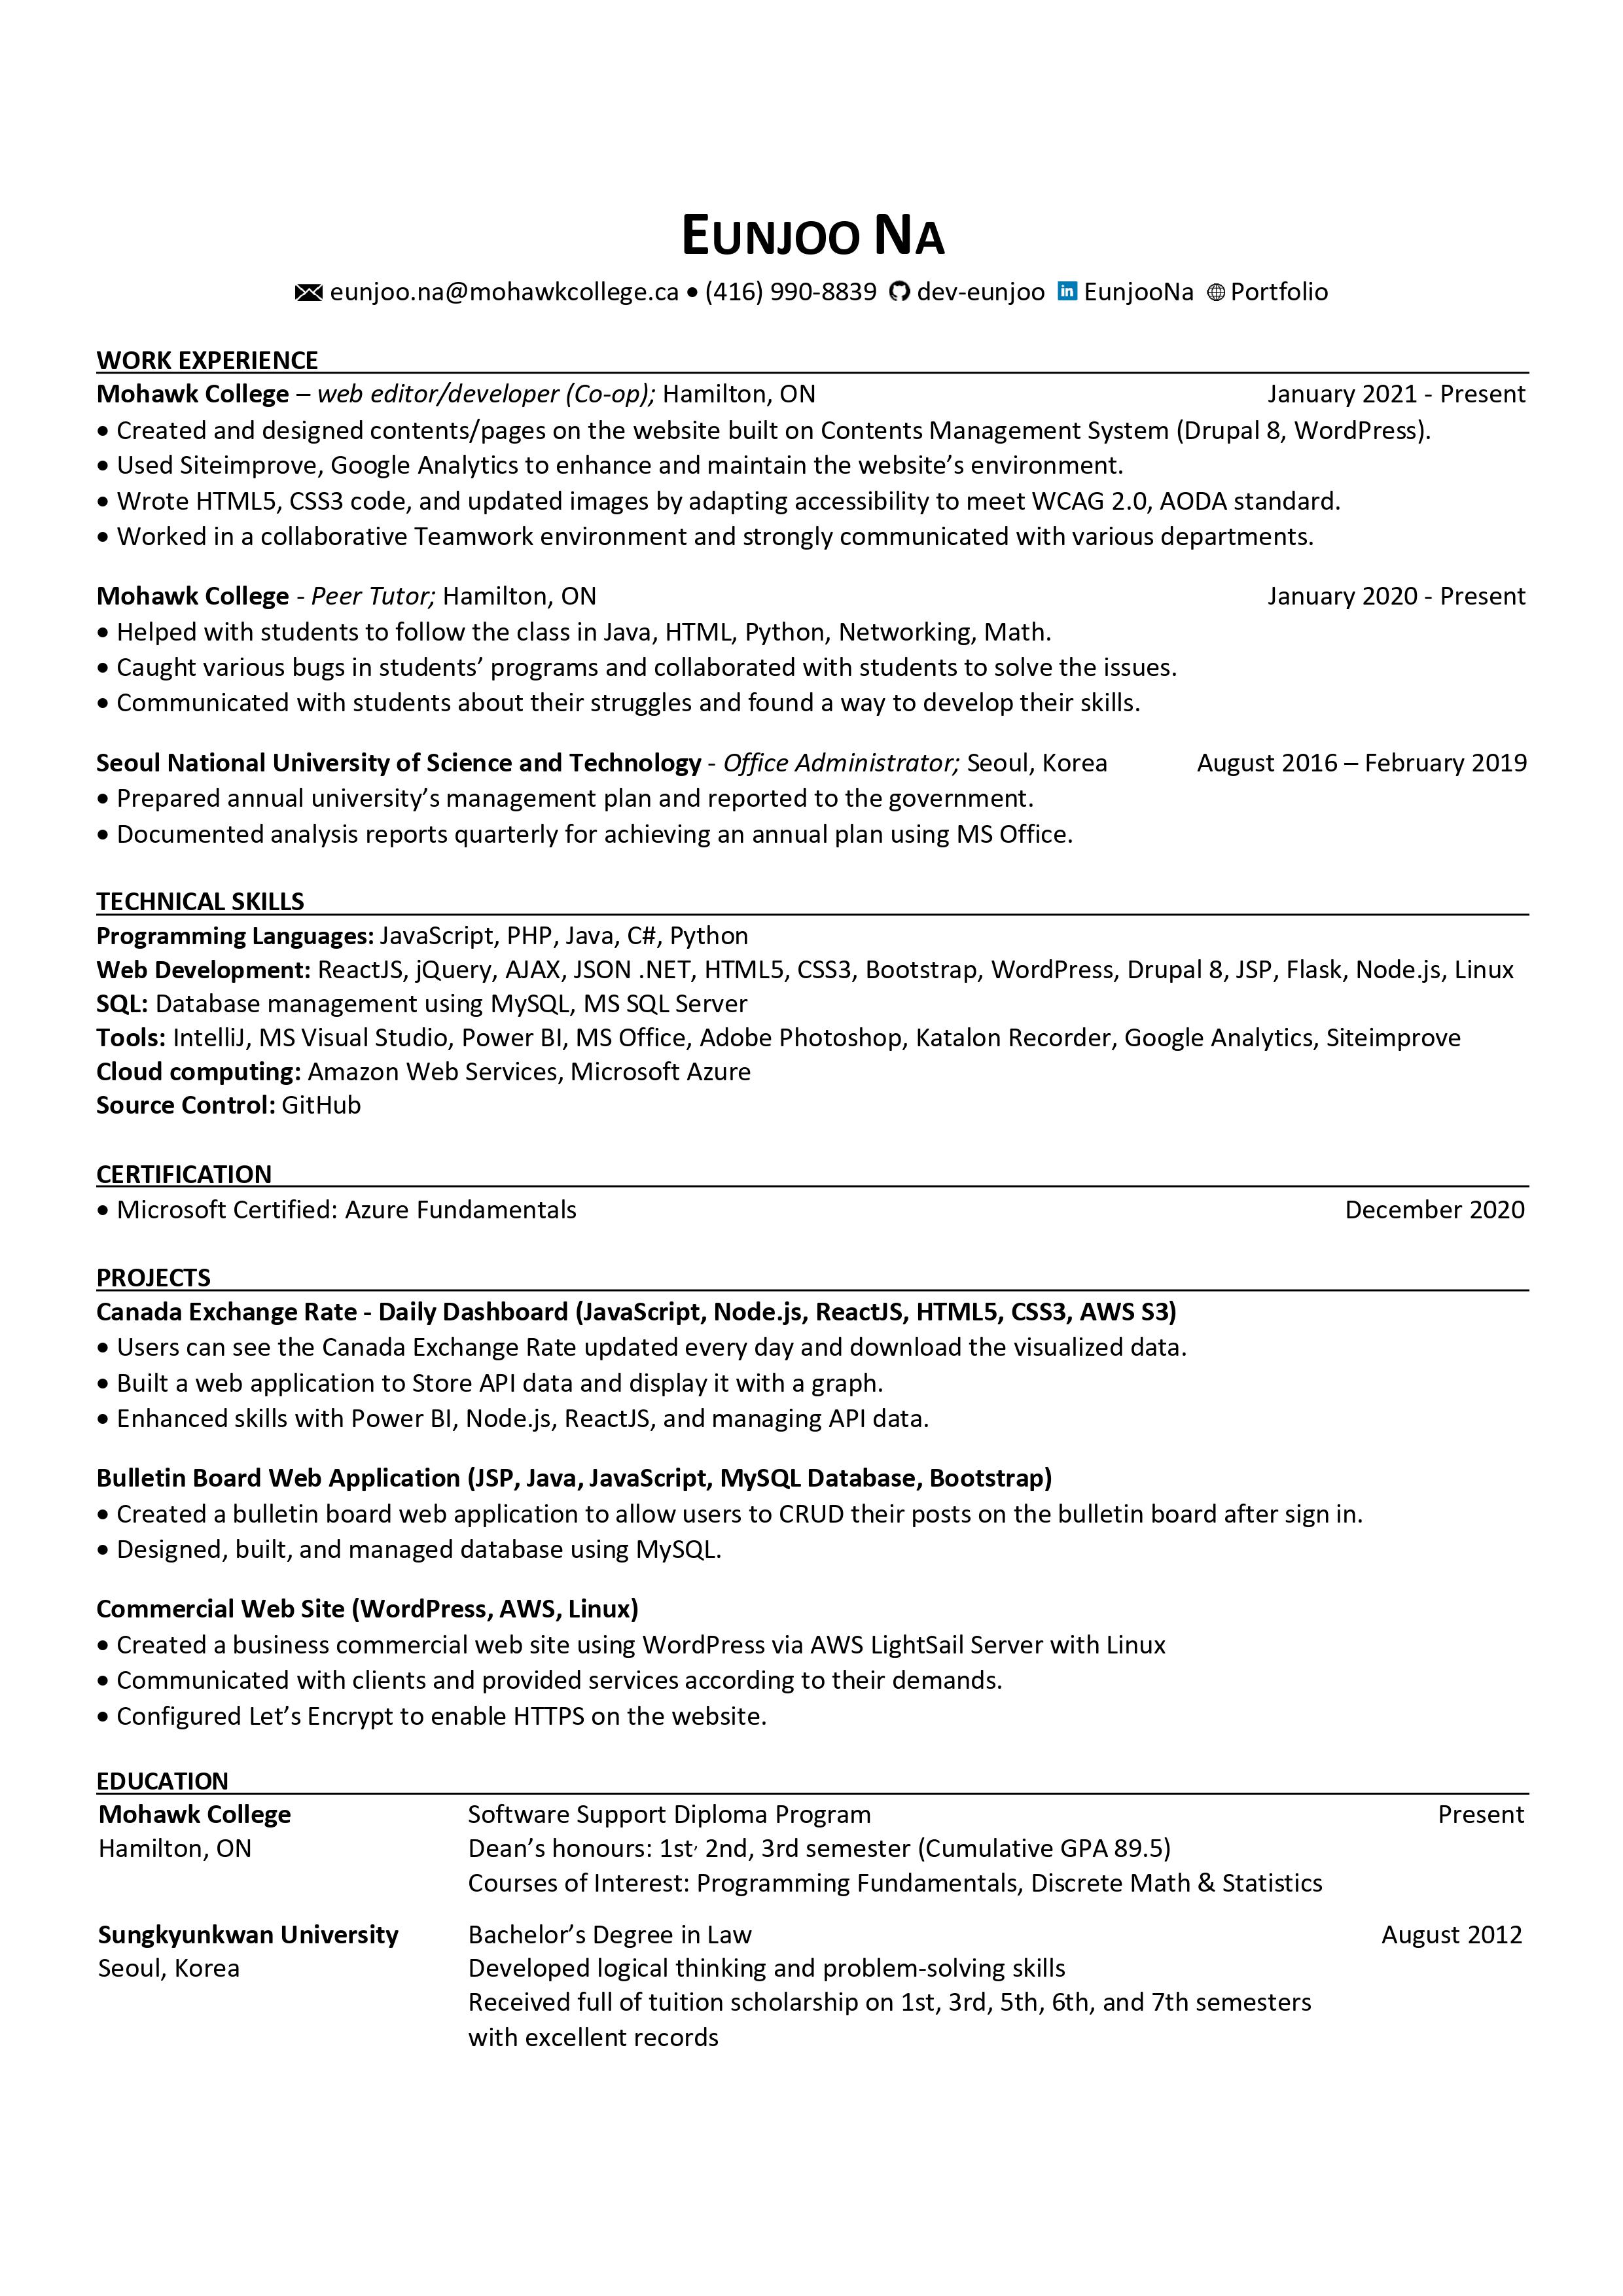 Eunjoo Na
eunjoo.na@mohawkcollege.ca • (416) 990-8839 dev-eunjoo in EunjooNa Portfolio
WORK EXPERIENCE
Mohawk College – web editor/developer (Co-op); Hamilton, ON January 2021 - Present
• Created and designed contents/pages on the website built on Contents Management System (Drupal 8, WordPress).
• Used Siteimprove, Google Analytics to enhance and maintain the website’s environment.
• Wrote HTML5, CSS3 code, and updated images by adapting accessibility to meet WCAG 2.0, AODA standard.
• Worked in a collaborative Teamwork environment and strongly communicated with various departments.
Mohawk College - Peer Tutor; Hamilton, ON January 2020 - Present
• Helped with students to follow the class in Java, HTML, Python, Networking, Math.
• Caught various bugs in students’ programs and collaborated with students to solve the issues.
• Communicated with students about their struggles and found a way to develop their skills.
Seoul National University of Science and Technology - Office Administrator; Seoul, Korea August 2016 – February 2019
• Prepared annual university’s management plan and reported to the government.
• Documented analysis reports quarterly for achieving an annual plan using MS Office.
TECHNICAL SKILLS
Programming Languages: JavaScript, PHP, Java, C#, Python
Web Development: ReactJS, jQuery, AJAX, JSON .NET, HTML5, CSS3, Bootstrap, WordPress, Drupal 8, JSP, Flask, Node.js, Linux
SQL: Database management using MySQL, MS SQL Server
Tools: IntelliJ, MS Visual Studio, Power BI, MS Office, Adobe Photoshop, Katalon Recorder, Google Analytics, Siteimprove
Cloud computing: Amazon Web Services, Microsoft Azure
Source Control: GitHub
CERTIFICATION
• Microsoft Certified: Azure Fundamentals December 2020
PROJECTS
Canada Exchange Rate - Daily Dashboard (JavaScript, Node.js, ReactJS, HTML5, CSS3, AWS S3)
• Users can see the Canada Exchange Rate updated every day and download the visualized data.
• Built a web application to Store API data and display it with a graph.
• Enhanced skills with Power BI, Node.js, ReactJS, and managing API data.
Bulletin Board Web Application (JSP, Java, JavaScript, MySQL Database, Bootstrap)
• Created a bulletin board web application to allow users to CRUD their posts on the bulletin board after sign in.
• Designed, built, and managed database using MySQL.
Commercial Web Site (WordPress, AWS, Linux)
• Created a business commercial web site using WordPress via AWS LightSail Server with Linux
• Communicated with clients and provided services according to their demands.
• Configured Let’s Encrypt to enable HTTPS on the website.
EDUCATION
Mohawk College Software Support Diploma Program Present
Hamilton, ON Dean’s honours: 1st, 2nd, 3rd semester (Cumulative GPA 89.5)
Courses of Interest: Programming Fundamentals, Discrete Math & Statistics
Sungkyunkwan University Bachelor’s Degree in Law August 2012
Seoul, Korea Developed logical thinking and problem-solving skills
Received full of tuition scholarship on 1st, 3rd, 5th, 6th, and 7th semesters
with excellent records